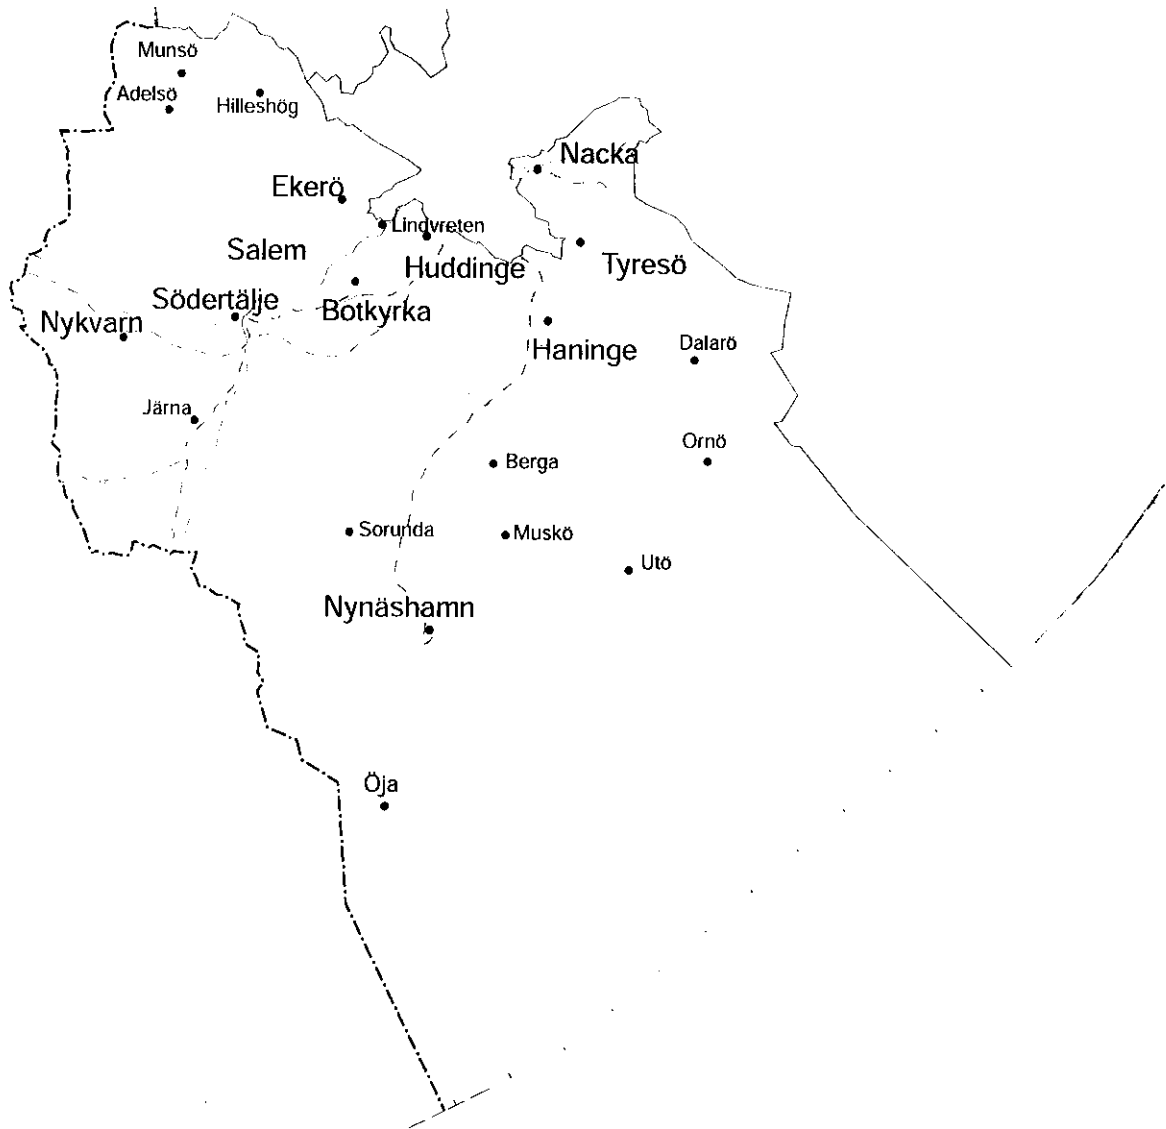 Munsö
Adelsö
Hilleshög
Nacka
Ekerö
Lindvreten
Salem
Huddinge
Tyresö
Södertälje
Botkyrka
Nykvarn
Haninge
Dalarö
Järna
Ornö
Berga
Sorunda
Muskö
Utö
Nynäshamn
Öja